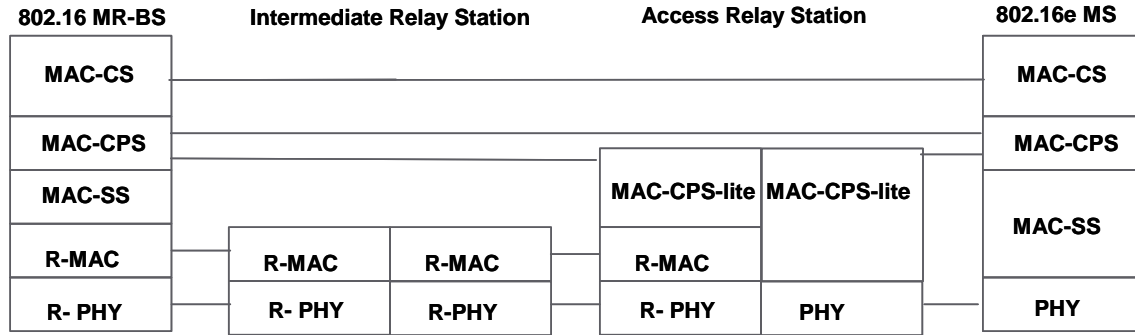 802.16 MR-BS Intermediate Relay Station Access Relay Station 802.16e MS
MAC-CS MAC-CS
MAC-CPS MAC-CPS
MAC-SS MAC-CPS-lite MAC-CPS-lite
MAC-SS
R-MAC R-MAC R-MAC R-MAC
R- PHY R- PHY R-PHY R- PHY PHY PHY